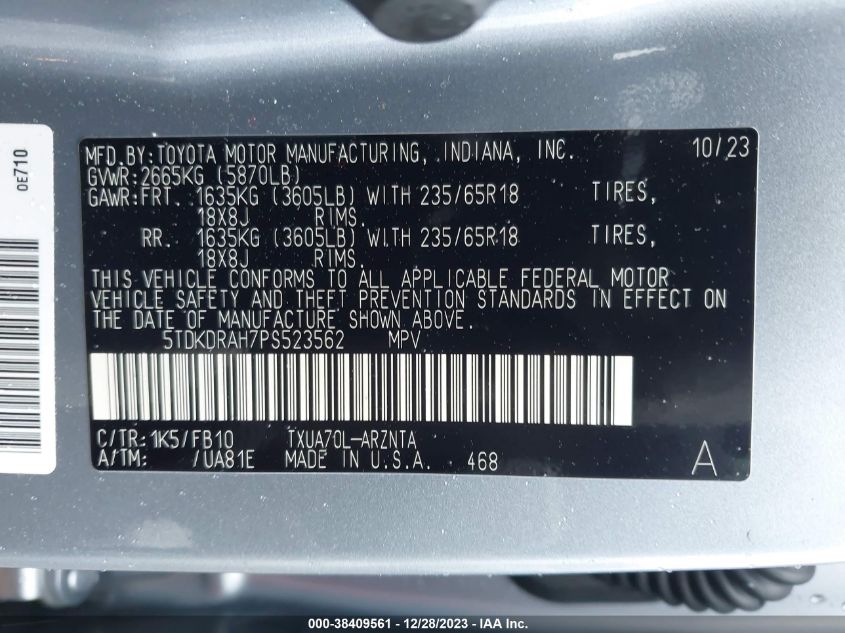 0E710
MFD.BY:TOYOTA MOTOR MANUFACTURING, INDIANA, INC. 10/23
GVWR:2665KG (5870LB)
GAWR:FRT. 1635KG (3605LB) WITH 235/65R18 TIRES,
18X8J RIMS.
RR. 1635KG (3605LB) WITH 235/65R18 TIRES,
18X8J RIMS.
THIS VEHICLE CONFORMS TO ALL APPLICABLE FEDERAL MOTOR
VEHICLE SAFETY AND THEFT PREVENTION STANDARDS IN EFFECT ON
THE DATE OF MANUFACTURE SHOWN ABOVE.
5TDKDRAH7PS523562 MPV
C/TR:1K5/FB10 TXUA70L-ARZNTA
A/TM: /UA81E MADE IN U.S.A. 468 A
000-38409561 - 12/28/2023 - IAA Inc.